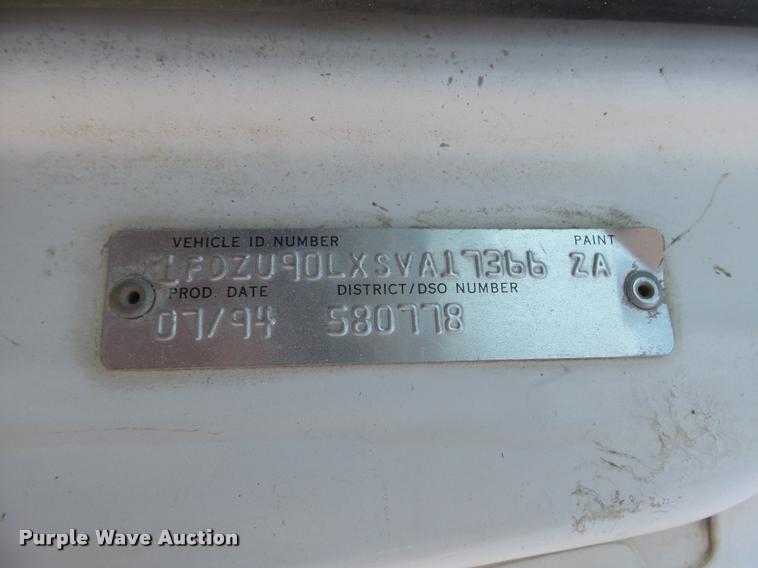 VEHICLE ID NUMBER PAINT
1FDZU90LXSVA17366 ZA
PROD. DATE DISTRICT/DSO NUMBER
07/94 580778
Purple Wave Auction